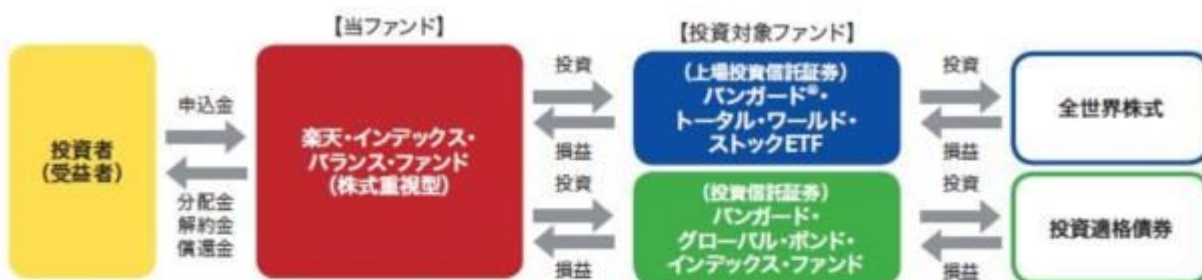 【当ファンド】
【投資対象ファンド】
投資者
(受益者)
申込金
分配金
解約金
償還金
楽天・インデックス・
バランス・ファンド
(株式重視型)
投資
損益
投資
損益
(上場投資信託証券)
バンガード®・
トータル・ワールド・
ストックETF
(投資信託証券)
バンガード・
グローバル・ボンド・
インデックス・ファンド
投資
損益
投資
損益
全世界株式
投資適格債券